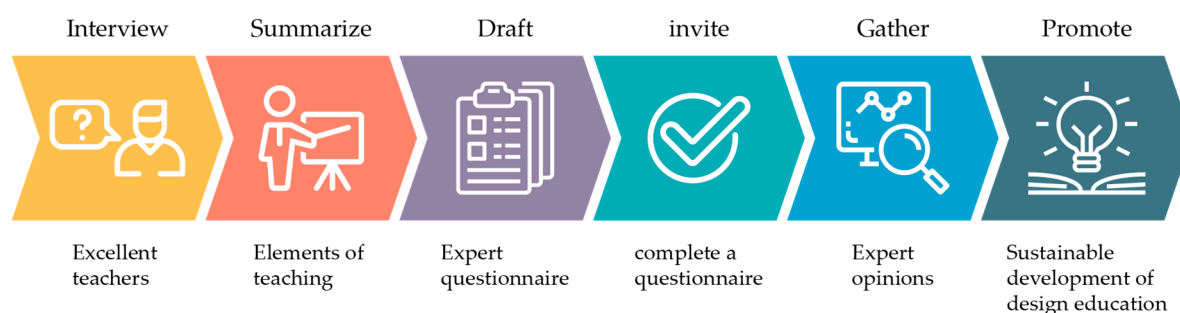 Interview
Summarize
Draft
invite
Gather
Promote
?
Excellent
teachers
Elements of
teaching
Expert
questionnaire
complete a
questionnaire
Expert
opinions
Sustainable
development of
design education